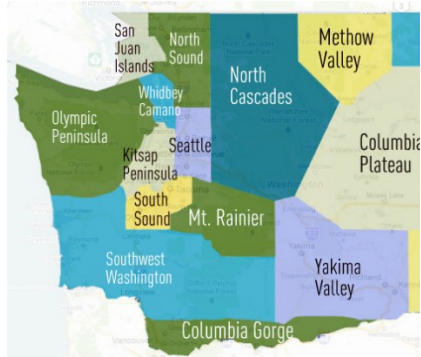 San
Juan
Islands
North
Sound
North
Cascades
Methow
Valley
Whidbey
Camano
Olympic
Peninsula
Seattle
Kitsap
Peninsula
Columbia
Plateau
South
Sound
Mt. Rainier
Southwest
Washington
Yakima
Valley
Columbia Gorge